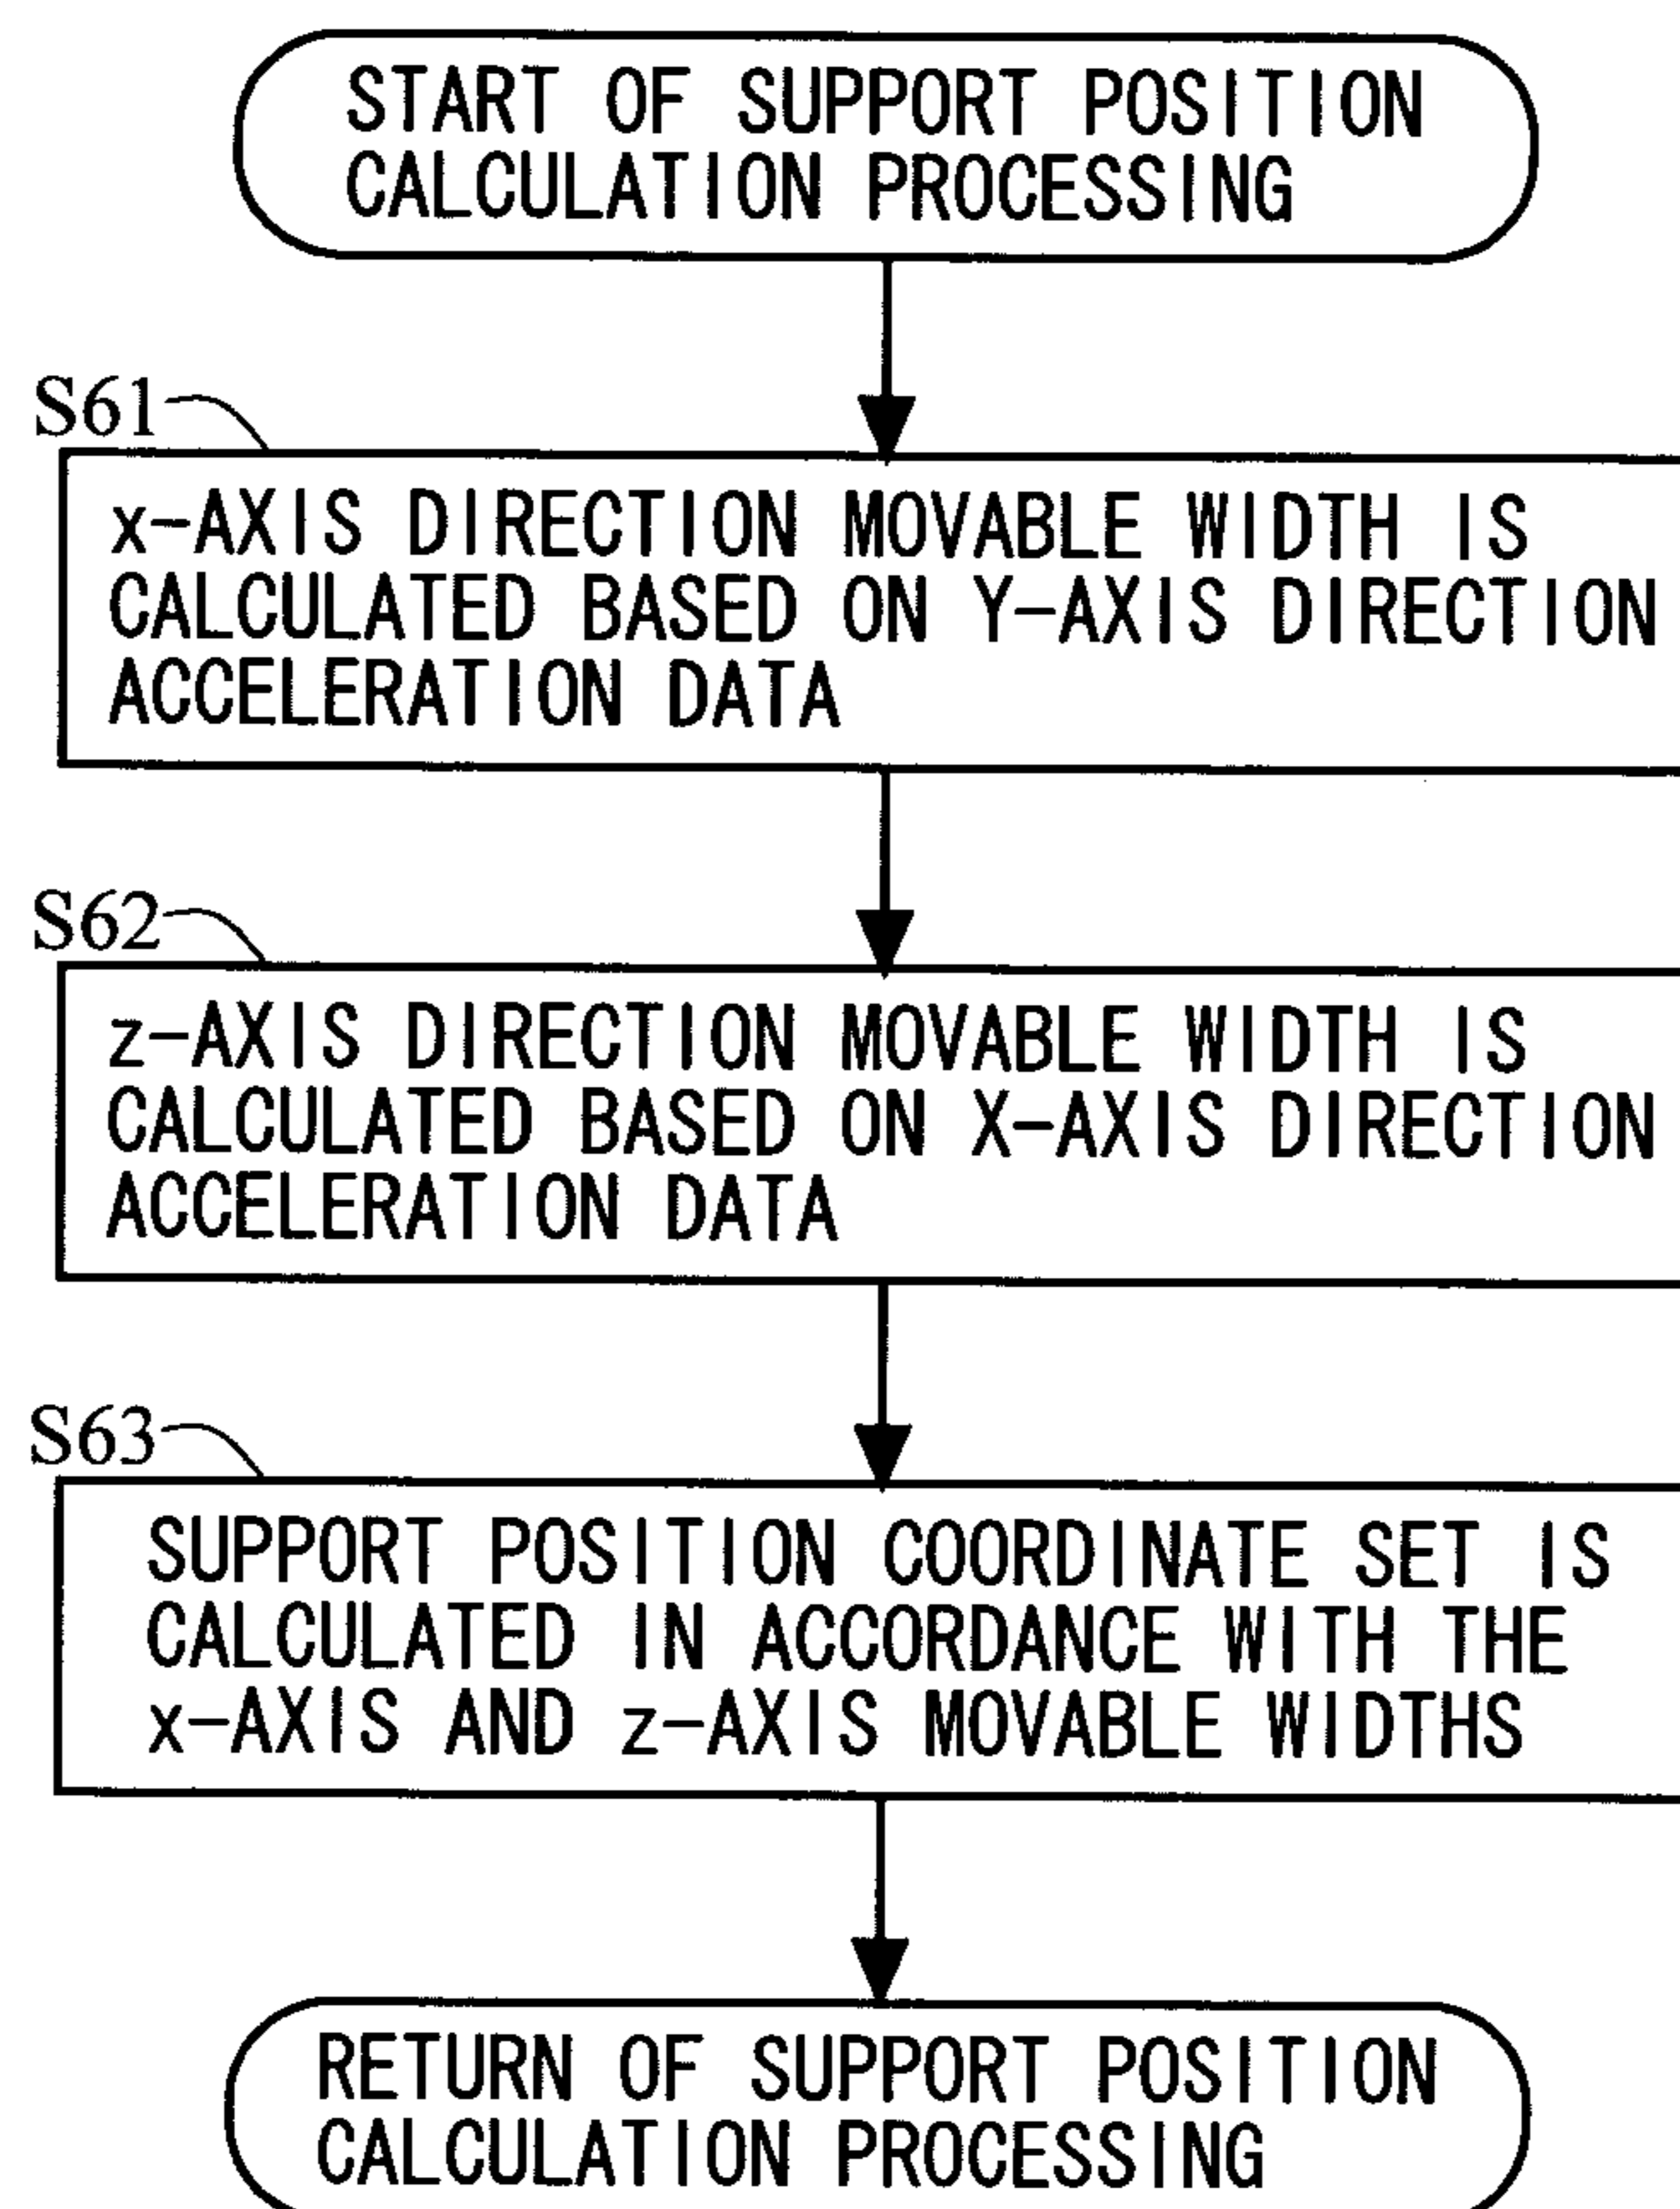 START OF SUPPORT POSITION
CALCULATION PROCESSING
S61
x-AXIS DIRECTION MOVABLE WIDTH IS
CALCULATED BASED ON Y-AXIS DIRECTION
ACCELERATION DATA
S62
z-AXIS DIRECTION MOVABLE WIDTH IS
CALCULATED BASED ON X-AXIS DIRECTION
ACCELERATION DATA
S63
SUPPORT POSITION COORDINATE SET IS
CALCULATED IN ACCORDANCE WITH THE
x-AXIS AND z-AXIS MOVABLE WIDTHS
RETURN OF SUPPORT POSITION
CALCULATION PROCESSING